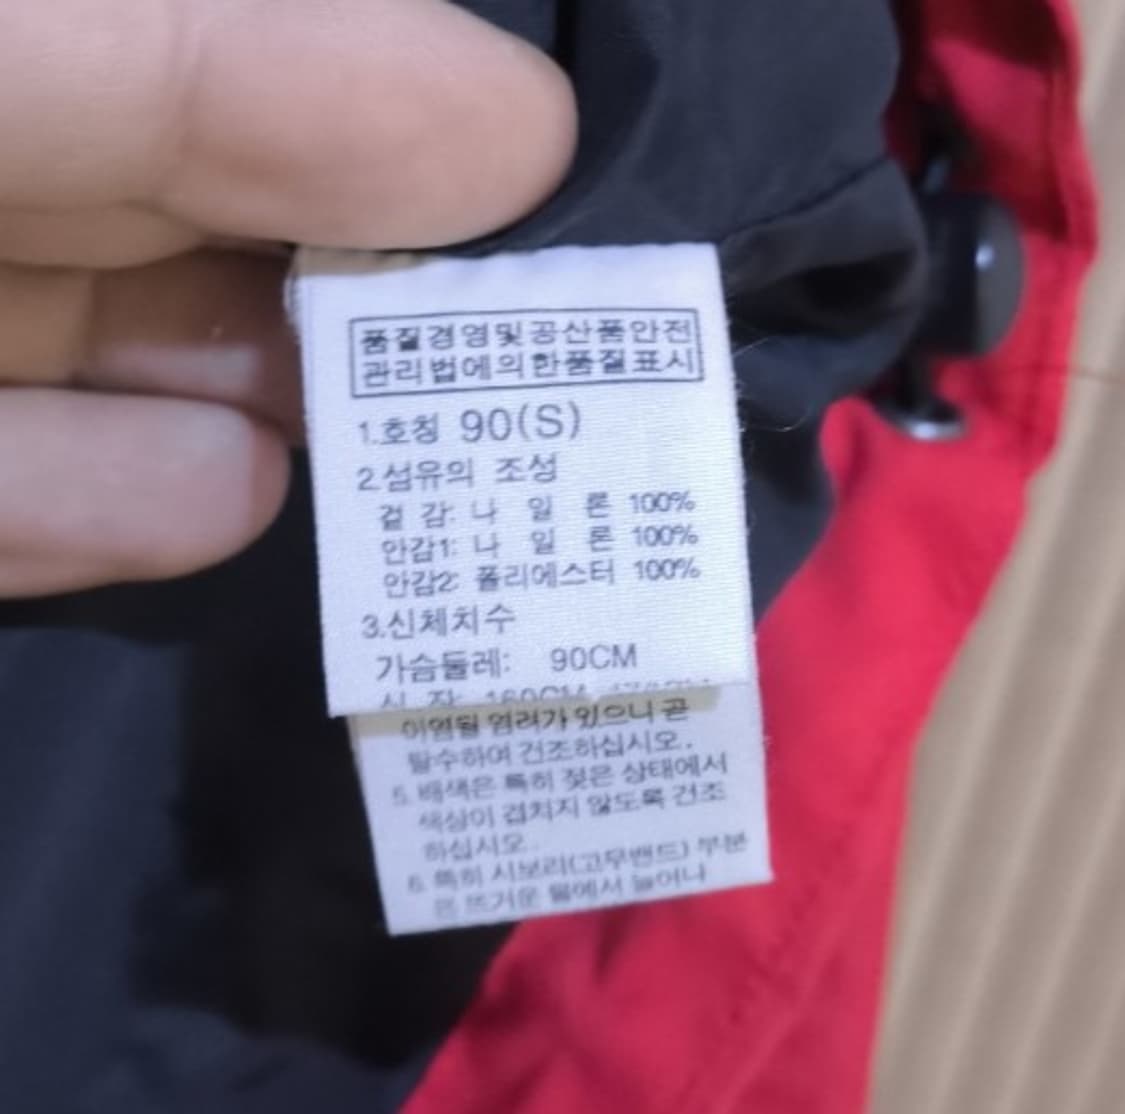 품질경영및공산품안전
관리법에의한품질표시
1.호칭 90(S)
2.섬유의 조성
겉 감: 나 일 론 100%
안감1: 나 일 론 100%
안감2: 폴리에스터 100%
3.신체치수
가슴둘레: 90CM
신 장:
이염될 염려가 있으니 곧
탈수하여 건조하십시오.
5. 배색은 특히 젖은 상태에서
색상이 겹치지 않도록 건조
하십시오.
6. 특히 시보리(고무밴드) 부분
은 뜨거운 물에서 늘어나